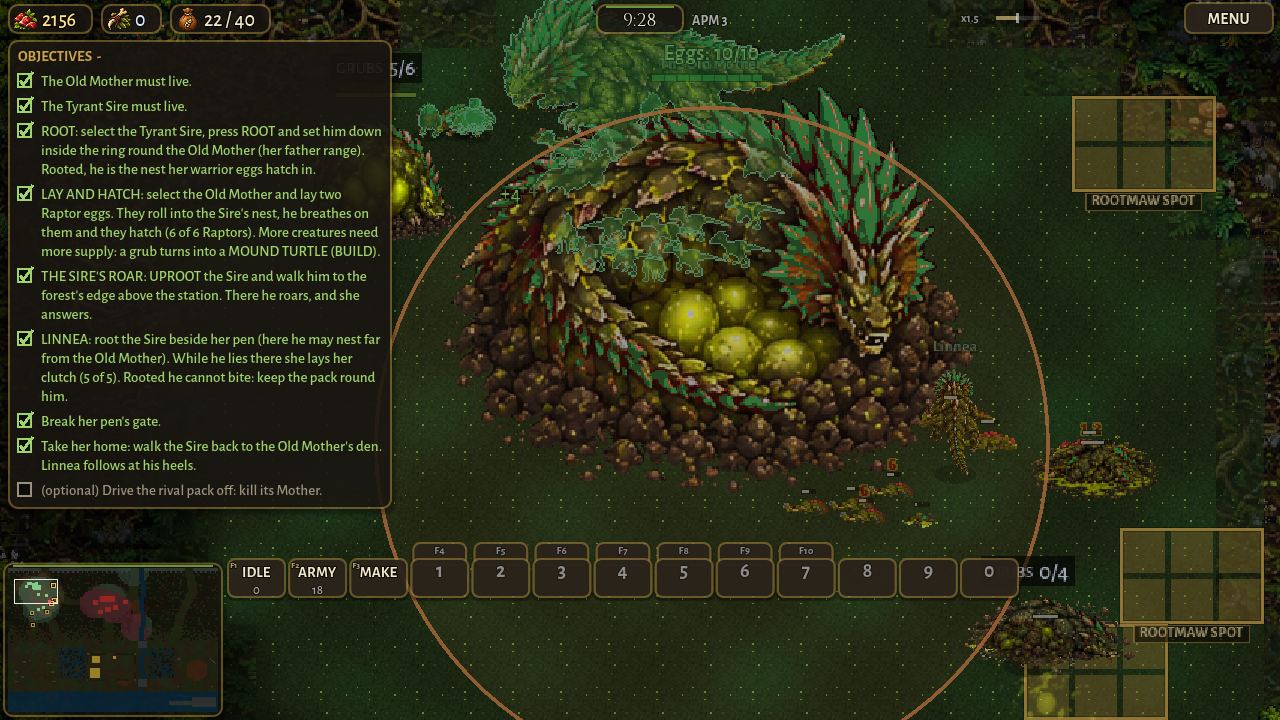 2156
0
22 / 40
9:28
APM 3
x1.5
MENU
OBJECTIVES -
The Old Mother must live.
The Tyrant Sire must live.
ROOT: select the Tyrant Sire, press ROOT and set him down
inside the ring round the Old Mother (her father range).
Rooted, he is the nest her warrior eggs hatch in.
LAY AND HATCH: select the Old Mother and lay two
Raptor eggs. They roll into the Sire's nest, he breathes on
them and they hatch (6 of 6 Raptors). More creatures need
more supply: a grub turns into a MOUND TURTLE (BUILD).
THE SIRE'S ROAR: UPROOT the Sire and walk him to the
forest's edge above the station. There he roars, and she
answers.
LINNEA: root the Sire beside her pen (here he may nest far
from the Old Mother). While he lies there she lays her
clutch (5 of 5). Rooted he cannot bite: keep the pack round
him.
Break her pen's gate.
Take her home: walk the Sire back to the Old Mother's den.
Linnea follows at his heels.
(optional) Drive the rival pack off: kill its Mother.
GRUBS 5/6
Eggs: 10/10
+4
Linnea
12
6
6
ROOTMAW SPOT
0/4
ROOTMAW SPOT
F1 IDLE
0
F2 ARMY
18
F3 MAKE
F4
1
F5
2
F6
3
F7
4
F8
5
F9
6
F10
7
8
9
0